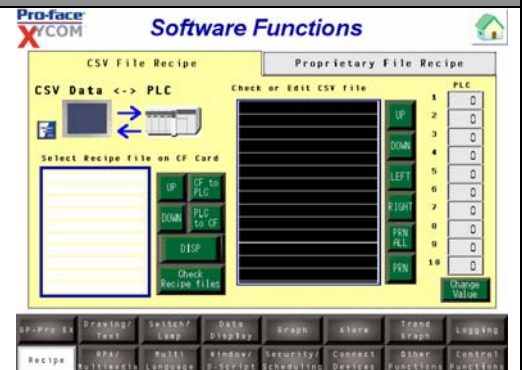 Pro-face
XYCOM
Software Functions
CSV File Recipe
Proprietary File Recipe
CSV Data <-> PLC
Check or Edit CSV file
PLC
Select Recipe file on CF Card
UP
CF to PLC
DOWN
PLC to CF
DISP
Check Recipe files
UP
DOWN
LEFT
RIGHT
PRN ALL
PRN
1 0
2 0
3 0
4 0
5 0
6 0
7 0
8 0
9 0
10 0
Change Value
GP-Pro EX
Drawing/ Text
Switch/ Lamp
Data Display
Graph
Alarm
Trend Graph
Logging
Recipe
RPA/ Multimedia
Multi Language
Window/ D-Script
Security/ Scheduling
Connect Devices
Other Functions
Control Functions